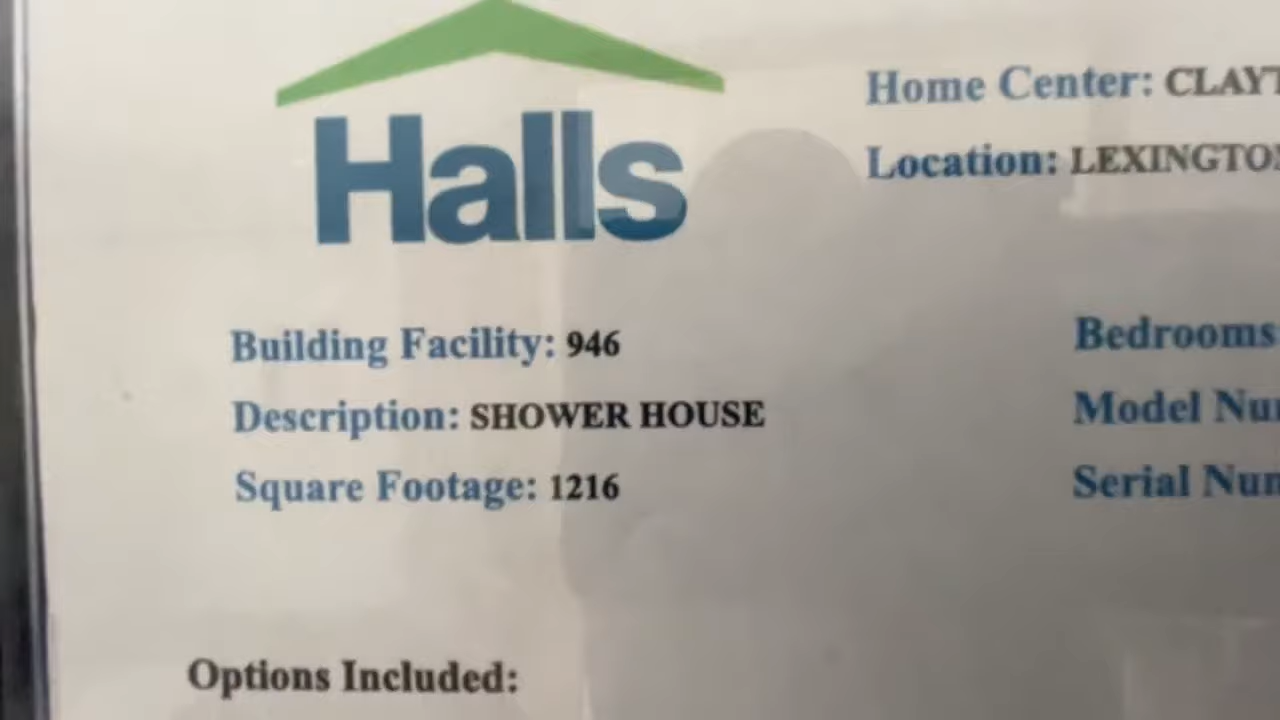 Halls
Home Center: CLAYT
Location: LEXINGTON
Building Facility: 946
Description: SHOWER HOUSE
Square Footage: 1216
Bedrooms
Model Nu
Serial Nu
Options Included: